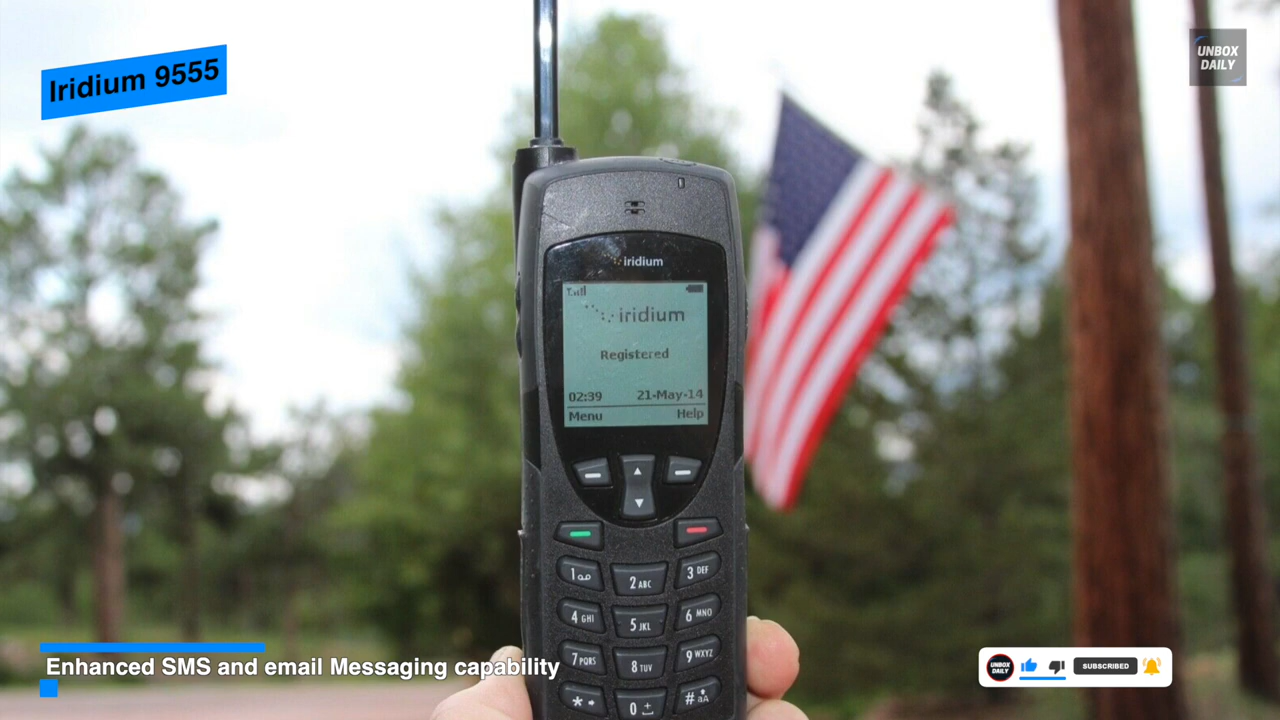 Iridium 9555
UNBOX
DAILY
iridium
iridium
Registered
02:39 21-May-14
Menu Help
1
2 ABC
3 DEF
4 GHI
5 JKL
6 MNO
7 PQRS
8 TUV
9 WXYZ
* 
0 +
# aA
Enhanced SMS and email Messaging capability
UNBOX
DAILY
SUBSCRIBED